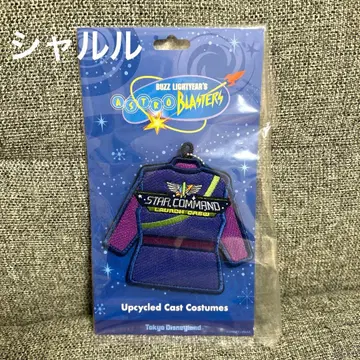 シャルル
BUZZ LIGHTYEAR'S
ASTRO BLASTERS
STAR COMMAND
LAUNCH CREW
Upcycled Cast Costumes
Tokyo Disneyland